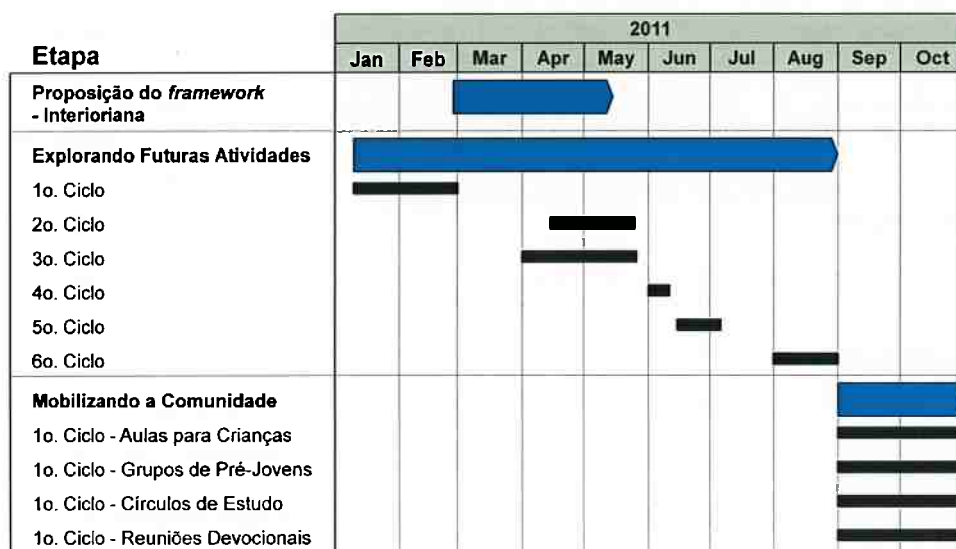 2011
Etapa
Jan Feb Mar Apr May Jun Jul Aug Sep Oct
Proposição do framework
- Interioriana
Explorando Futuras Atividades
1o. Ciclo
2o. Ciclo
3o. Ciclo
4o. Ciclo
5o. Ciclo
6o. Ciclo
Mobilizando a Comunidade
1o. Ciclo - Aulas para Crianças
1o. Ciclo - Grupos de Pré-Jovens
1o. Ciclo - Círculos de Estudo
1o. Ciclo - Reuniões Devocionais